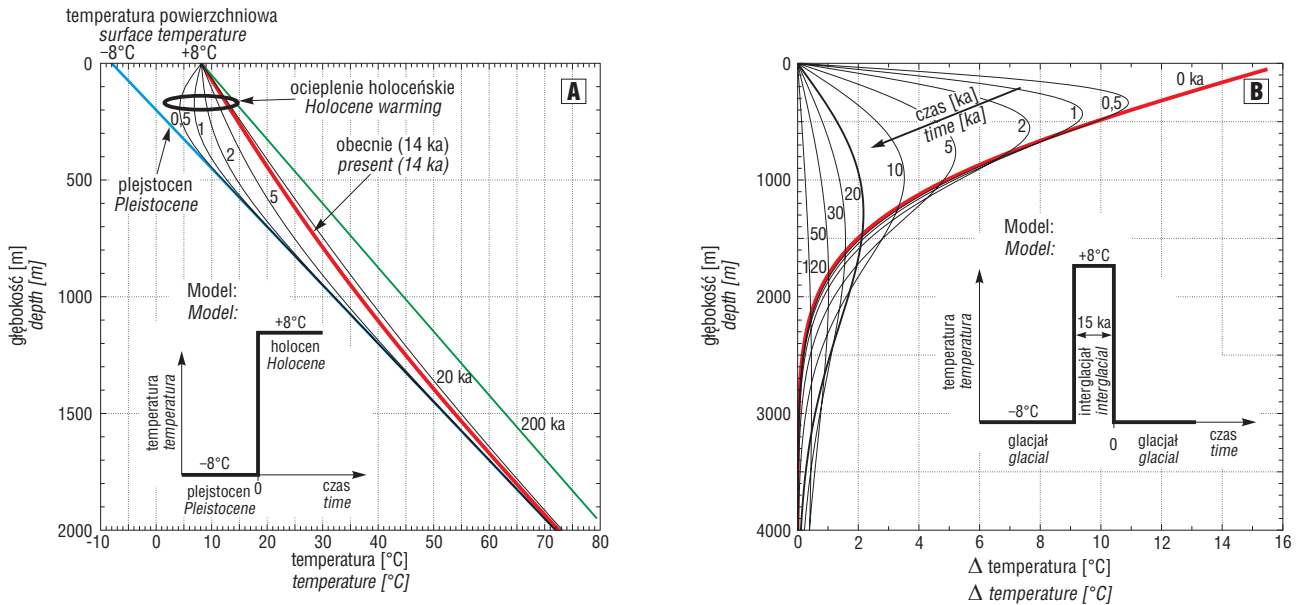 temperatura powierzchniowa
surface temperature
–8°C +8°C
A
ocieplenie holoceńskie
Holocene warming
obecnie (14 ka)
present (14 ka)
plejstocen
Pleistocene
0,5
1
2
5
20 ka
200 ka
Model:
Model:
+8°C
holocen
Holocene
temperatura
temperatura
–8°C
plejstocen
Pleistocene
0
czas
time
głębokość [m]
depth [m]
0
500
1000
1500
2000
-10 0 10 20 30 40 50 60 70 80
temperatura [°C]
temperature [°C]
B
0 ka
czas [ka]
time [ka]
0,5
1
2
5
10
20
30
50
120
Model:
Model:
+8°C
15 ka
interglacjał
interglacial
temperatura
temperatura
–8°C
glacjał
glacial
0
glacjał
glacial
czas
time
głębokość [m]
depth [m]
0
1000
2000
3000
4000
0 2 4 6 8 10 12 14 16
Δ temperatura [°C]
Δ temperature [°C]